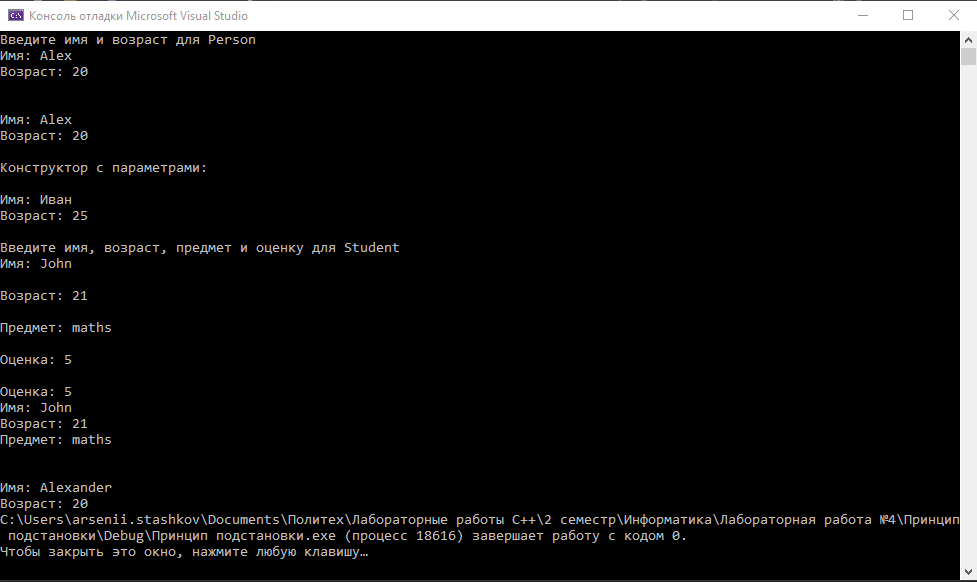 Консоль отладки Microsoft Visual Studio
Введите имя и возраст для Person
Имя: Alex
Возраст: 20
Имя: Alex
Возраст: 20
Конструктор с параметрами:
Имя: Иван
Возраст: 25
Введите имя, возраст, предмет и оценку для Student
Имя: John
Возраст: 21
Предмет: maths
Оценка: 5
Оценка: 5
Имя: John
Возраст: 21
Предмет: maths
Имя: Alexander
Возраст: 20
C:\Users\arsenii.stashkov\Documents\Политех\Лабораторные работы C++\2 семестр\Информатика\Лабораторная работа №4\Принцип
подстановки\Debug\Принцип подстановки.exe (процесс 18616) завершает работу с кодом 0.
Чтобы закрыть это окно, нажмите любую клавишу…